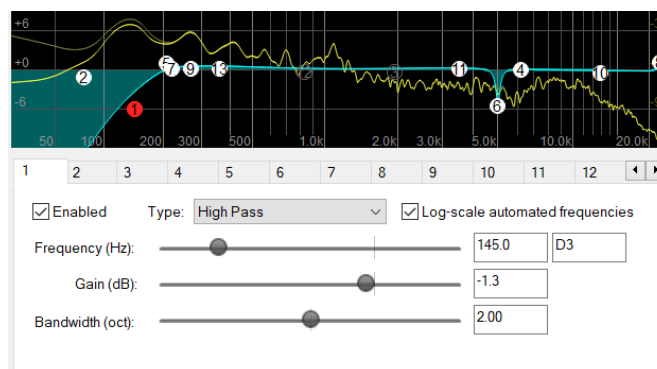 +6
+0
-6
2
1
5
7 9 13 12 3 11 4 10
6
50 100 200 300 500 1.0k 2.0k 3.0k 5.0k 10.0k 20.0k
1 2 3 4 5 6 7 8 9 10 11 12
Enabled Type: High Pass Log-scale automated frequencies
Frequency (Hz): 145.0 D3
Gain (dB): -1.3
Bandwidth (oct): 2.00